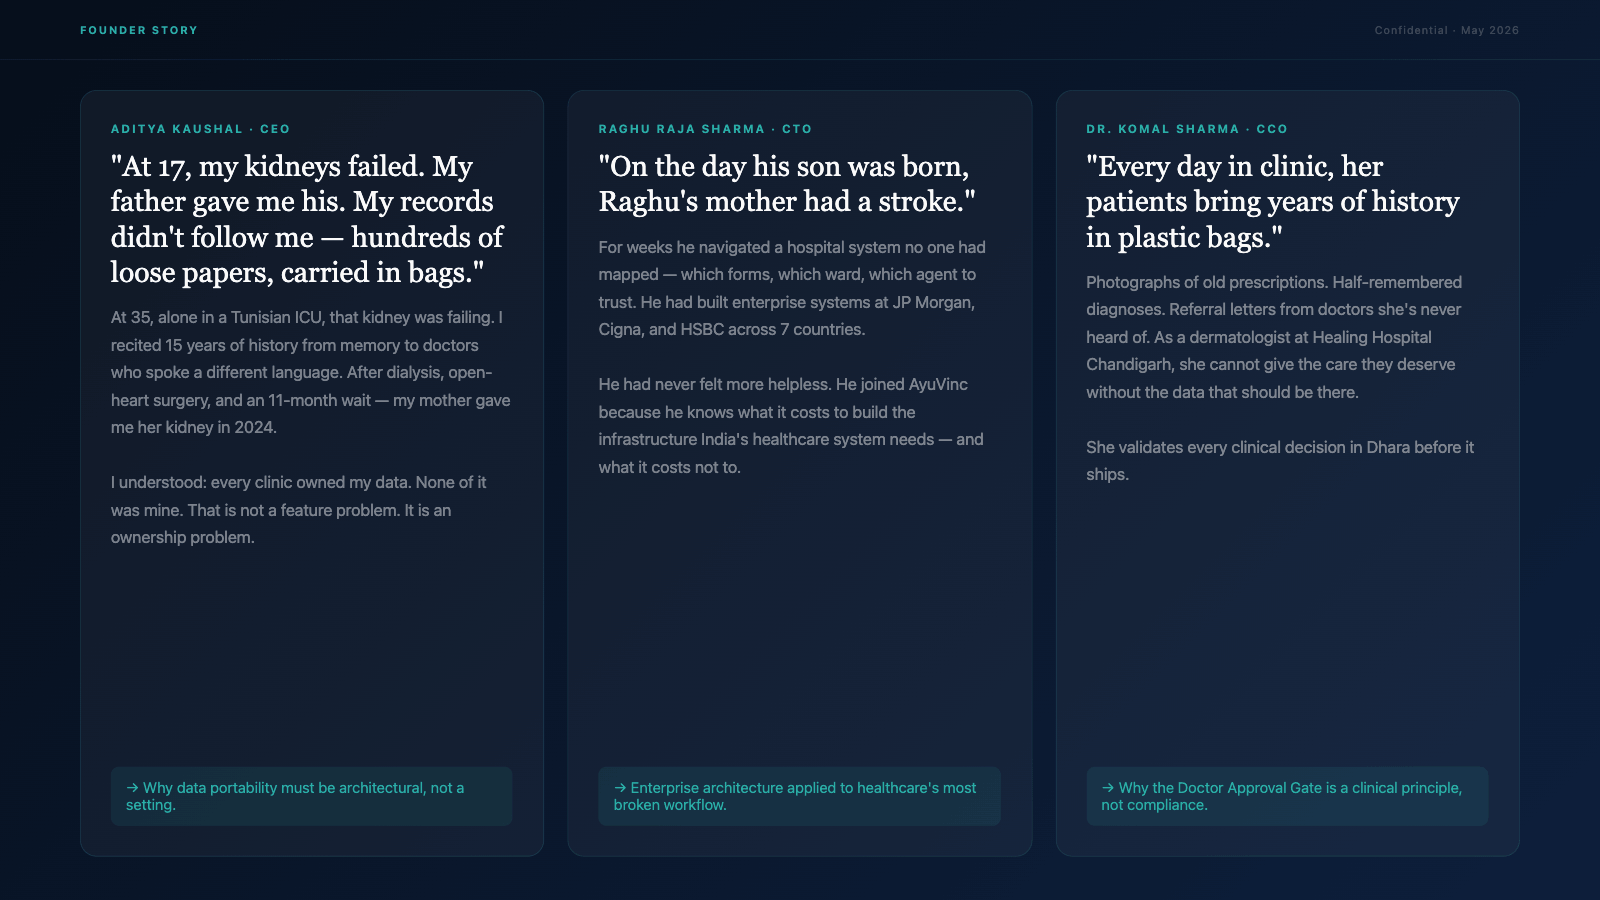 FOUNDER STORY
Confidential · May 2026
ADITYA KAUSHAL · CEO
"At 17, my kidneys failed. My
father gave me his. My records
didn't follow me — hundreds of
loose papers, carried in bags."
At 35, alone in a Tunisian ICU, that kidney was failing. I
recited 15 years of history from memory to doctors
who spoke a different language. After dialysis, open-
heart surgery, and an 11-month wait — my mother gave
me her kidney in 2024.
I understood: every clinic owned my data. None of it
was mine. That is not a feature problem. It is an
ownership problem.
→ Why data portability must be architectural, not a
setting.
RAGHU RAJA SHARMA · CTO
"On the day his son was born,
Raghu's mother had a stroke."
For weeks he navigated a hospital system no one had
mapped — which forms, which ward, which agent to
trust. He had built enterprise systems at JP Morgan,
Cigna, and HSBC across 7 countries.
He had never felt more helpless. He joined AyuVinc
because he knows what it costs to build the
infrastructure India's healthcare system needs — and
what it costs not to.
→ Enterprise architecture applied to healthcare's most
broken workflow.
DR. KOMAL SHARMA · CCO
"Every day in clinic, her
patients bring years of history
in plastic bags."
Photographs of old prescriptions. Half-remembered
diagnoses. Referral letters from doctors she's never
heard of. As a dermatologist at Healing Hospital
Chandigarh, she cannot give the care they deserve
without the data that should be there.
She validates every clinical decision in Dhara before it
ships.
→ Why the Doctor Approval Gate is a clinical principle,
not compliance.